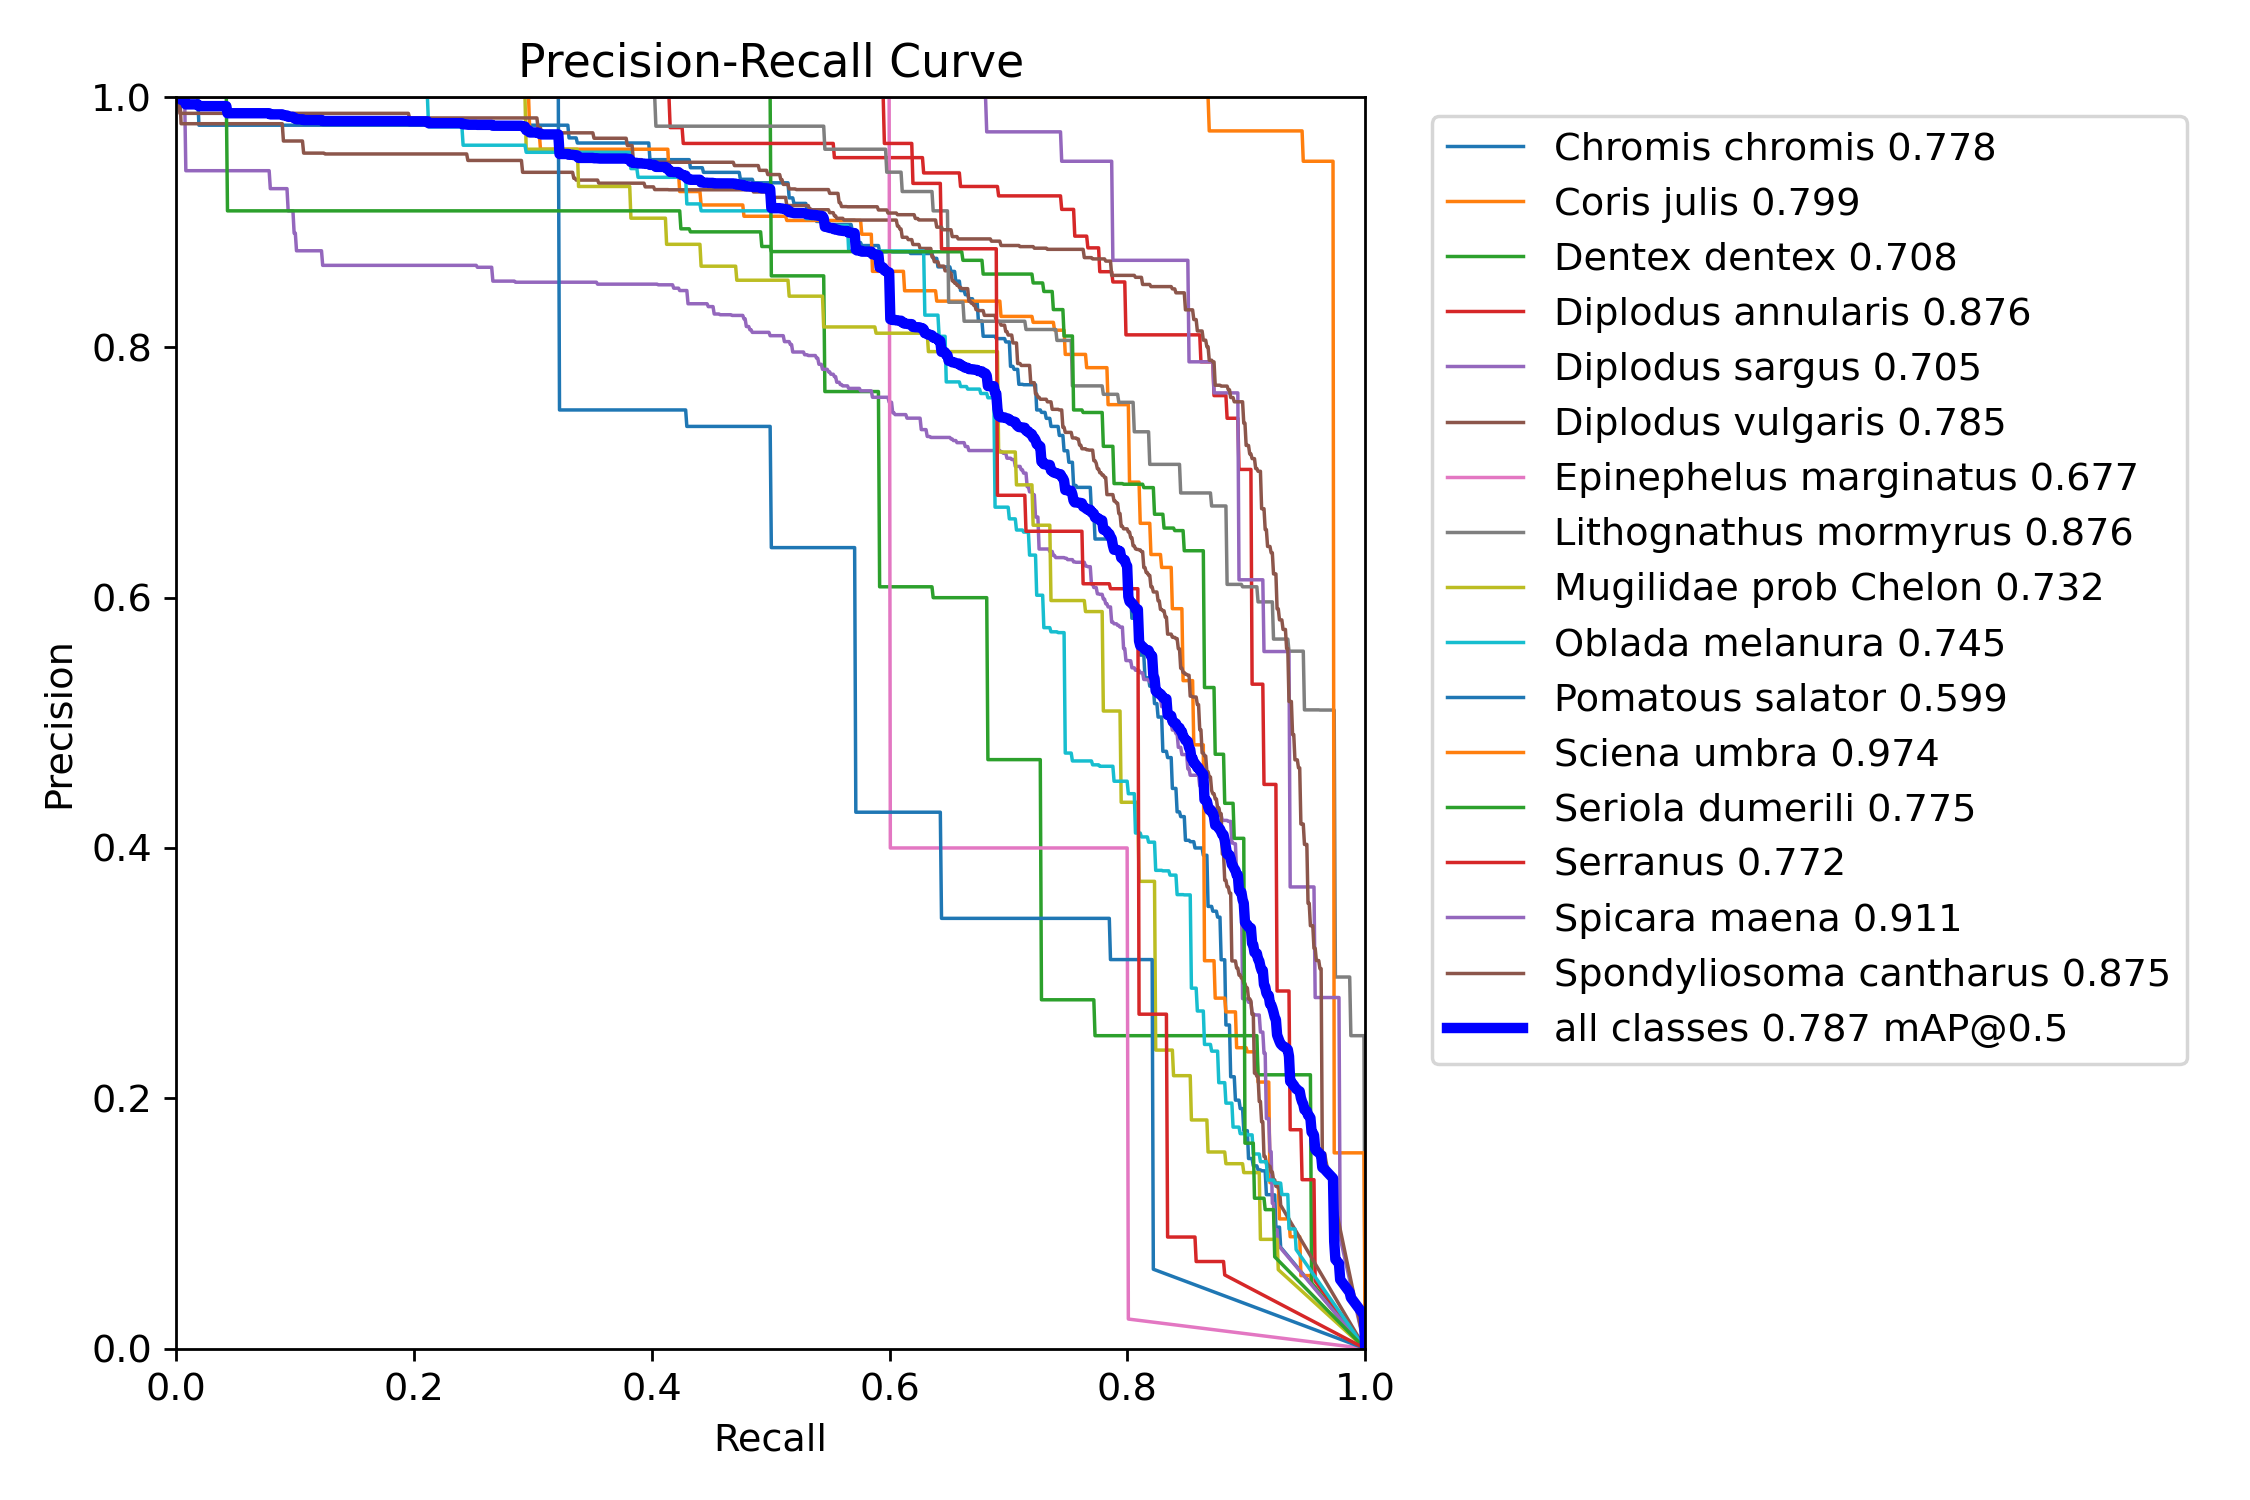 Precision-Recall Curve
1.0
0.8
0.6
0.4
0.2
0.0
Precision
0.0 0.2 0.4 0.6 0.8 1.0
Recall
Chromis chromis 0.778
Coris julis 0.799
Dentex dentex 0.708
Diplodus annularis 0.876
Diplodus sargus 0.705
Diplodus vulgaris 0.785
Epinephelus marginatus 0.677
Lithognathus mormyrus 0.876
Mugilidae prob Chelon 0.732
Oblada melanura 0.745
Pomatous salator 0.599
Sciena umbra 0.974
Seriola dumerili 0.775
Serranus 0.772
Spicara maena 0.911
Spondyliosoma cantharus 0.875
all classes 0.787 mAP@0.5